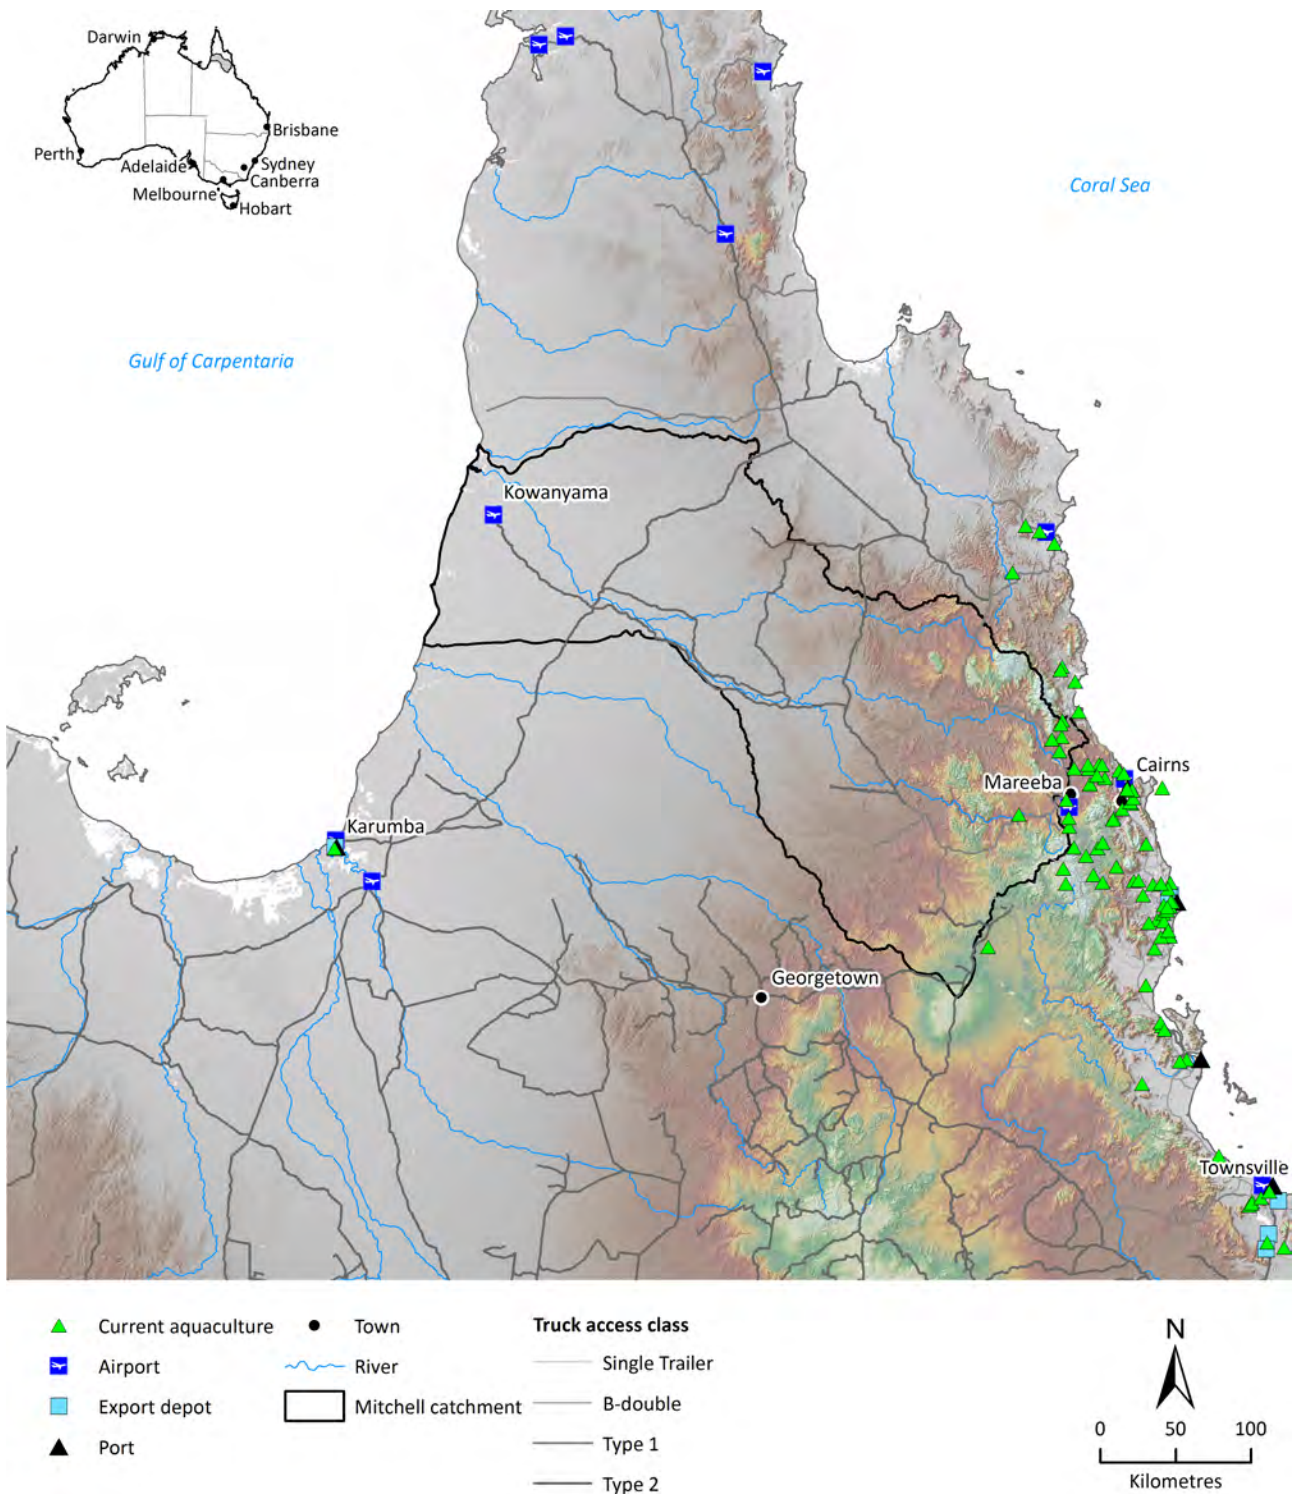 Darwin
Brisbane
Perth
Adelaide
Sydney
Canberra
Melbourne
Hobart
Coral Sea
Gulf of Carpentaria
Kowanyama
Cairns
Mareeba
Karumba
Georgetown
Townsville
Current aquaculture
Airport
Export depot
Port
Town
River
Mitchell catchment
Truck access class
Single Trailer
B-double
Type 1
Type 2
N
0 50 100
Kilometres